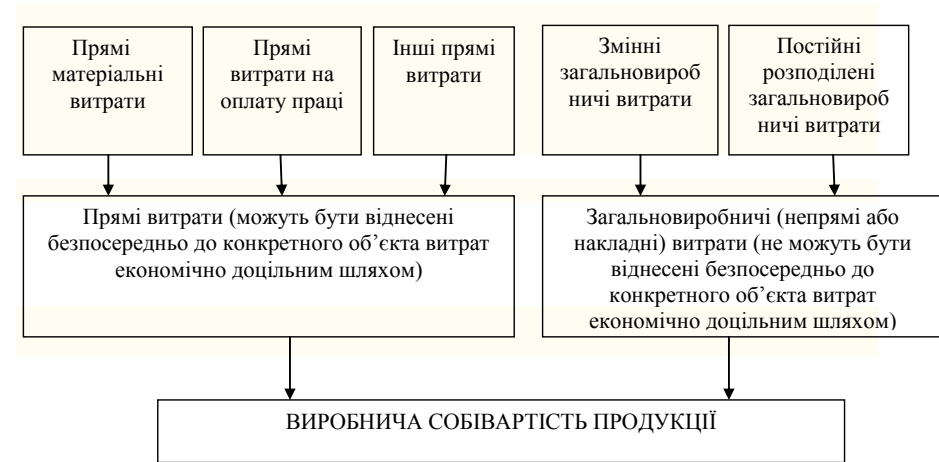 Прямі
матеріальні
витрати
Прямі
витрати на
оплату праці
Інші прямі
витрати
Змінні
загальновироб
ничі витрати
Постійні
розподілені
загальновироб
ничі витрати
Прямі витрати (можуть бути віднесені
безпосередньо до конкретного об’єкта витрат
економічно доцільним шляхом)
Загальновиробничі (непрямі або
накладні) витрати (не можуть бути
віднесені безпосередньо до
конкретного об’єкта витрат
економічно доцільним шляхом)
ВИРОБНИЧА СОБІВАРТІСТЬ ПРОДУКЦІЇ